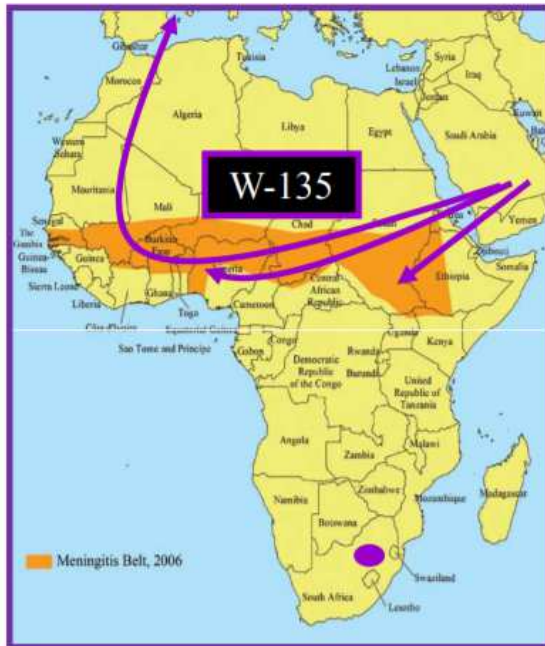 Gibraltar
Tunisia
Morocco
Lebanon
Syria
Israel
Iraq
Jordan
Kuwait
Algeria
Libya
Egypt
Western
Sahara
Saudi Arabia
Mauritania
W-135
Mali
Chad
Yemen
Senegal
The
Gambia
Burkina
Faso
Djibouti
Guinea-
Bissau
Guinea
Nigeria
Central
African
Republic
Ethiopia
Somalia
Sierra Leone
Liberia
Ghana
Togo
Cameroon
Côte d'Ivoire
Equatorial Guinea
Sao Tome and Principe
Uganda
Kenya
Gabon
Congo
Democratic
Republic
of the Congo
Rwanda
Burundi
United
Republic of
Tanzania
Angola
Zambia
Malawi
Zimbabwe
Mozambique
Madagascar
Namibia
Botswana
Meningitis Belt, 2006
Swaziland
South Africa
Lesotho